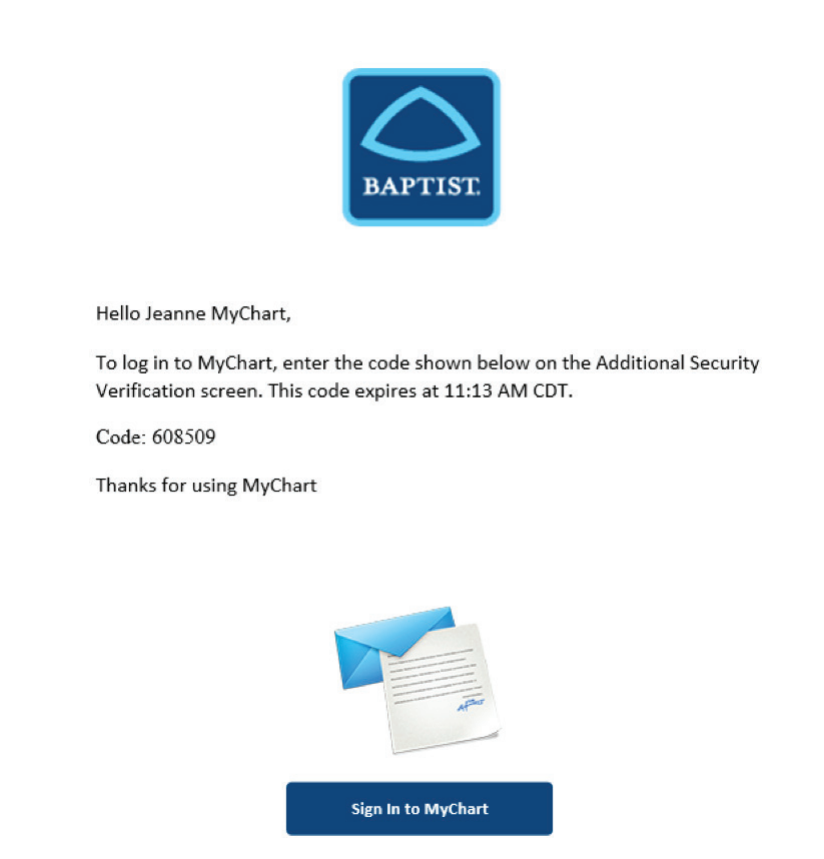 BAPTIST.
Hello Jeanne MyChart,
To log in to MyChart, enter the code shown below on the Additional Security
Verification screen. This code expires at 11:13 AM CDT.
Code: 608509
Thanks for using MyChart
Sign In to MyChart